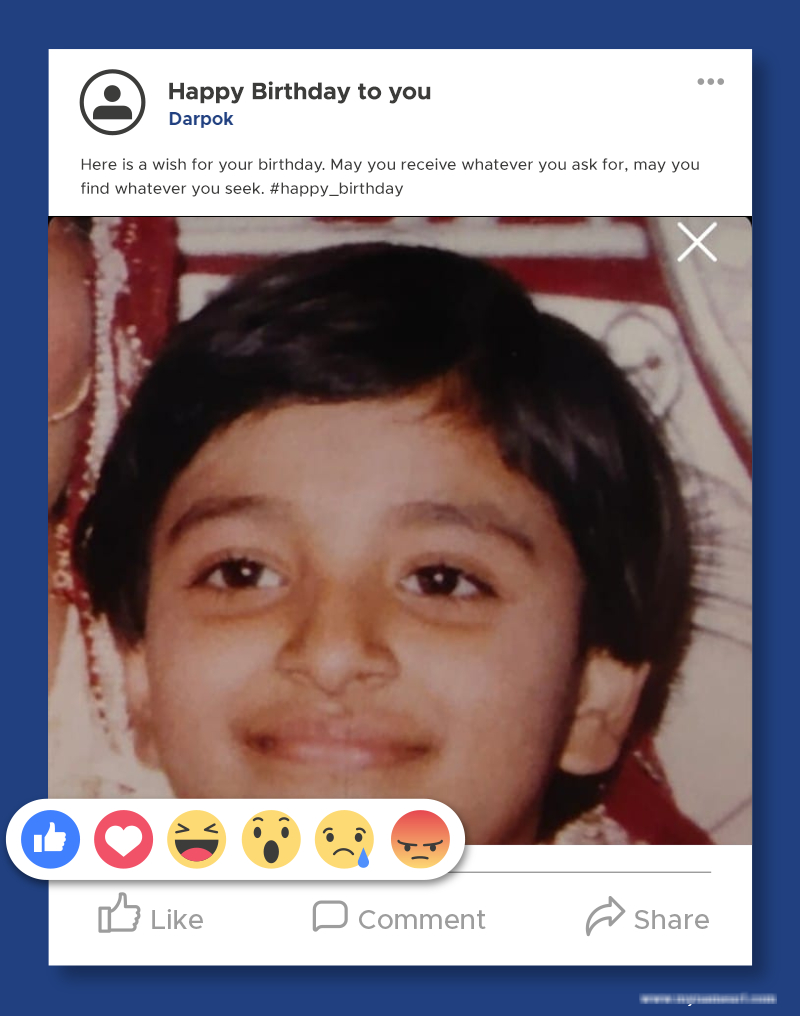 Happy Birthday to you
Darpok
Here is a wish for your birthday. May you receive whatever you ask for, may you
find whatever you seek. #happy_birthday
Like
Comment
Share